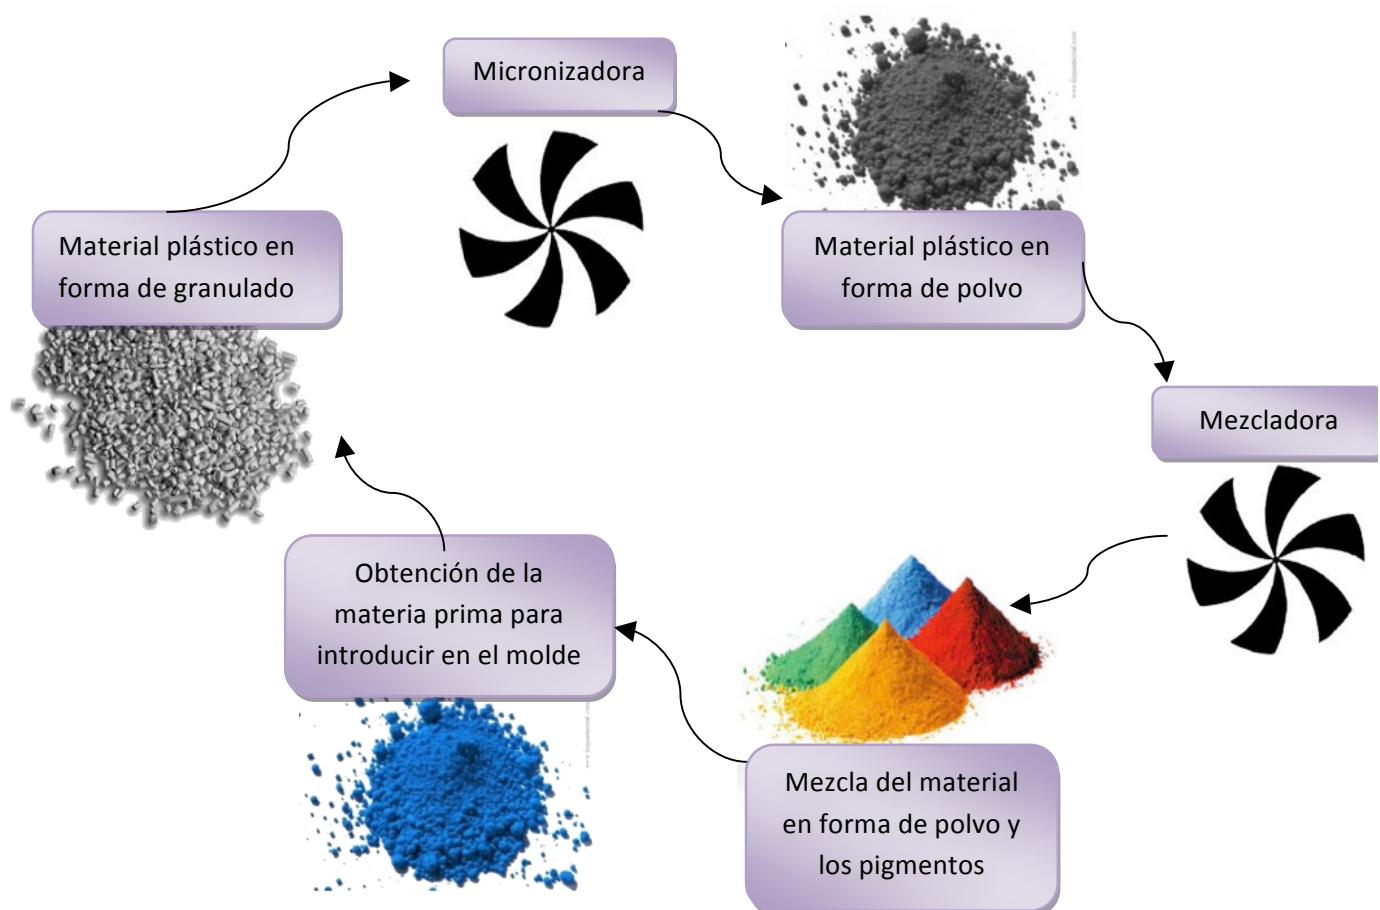 Micronizadora
Material plástico en
forma de granulado
Material plástico en
forma de polvo
Mezcladora
Mezcla del material
en forma de polvo y
los pigmentos
Obtención de la
materia prima para
introducir en el molde